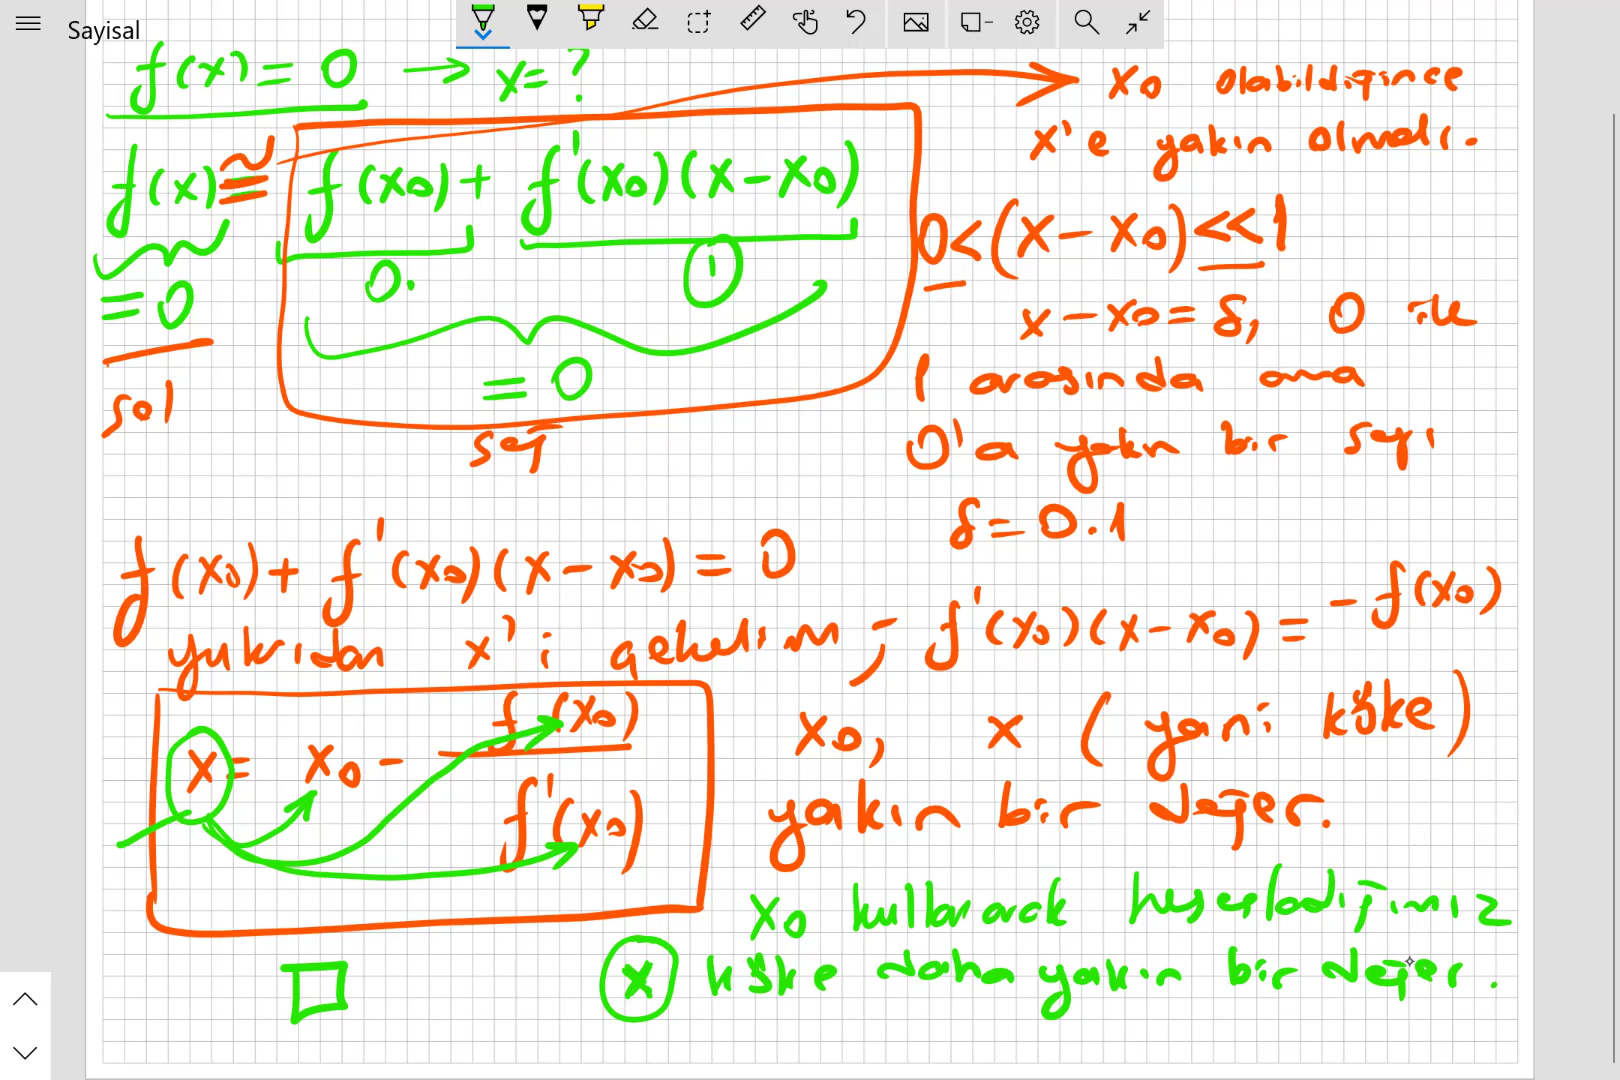 Sayisal
f(x) = 0 → x = ?
f(x) ≅ f(x₀) + f'(x₀)(x - x₀)
0. 1
= 0
= 0
sol
sağ
x₀ olabildiğince
x'e yakın olmalı.
0 < (x - x₀) << 1
x - x₀ = δ, 0 ile
1 arasında ama
0'a yakın bir sayı
δ = 0.1
f(x₀) + f'(x₀)(x - x₀) = 0
yukarıdan x'i çekelim ; f'(x₀)(x - x₀) = -f(x₀)
x = x₀ - f(x₀) / f'(x₀)
x₀, x (yani köke)
yakın bir değer.
x₀ kullanarak hesapladığımız
x köke daha yakın bir değer.